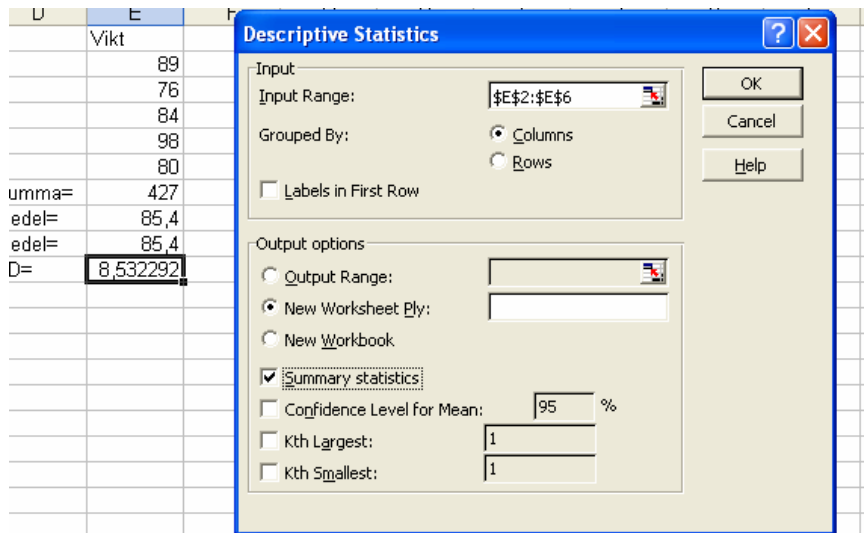 D E
Vikt
89
76
84
98
80
umma= 427
edel= 85,4
edel= 85,4
D= 8,532292
Descriptive Statistics
Input
Input Range: $E$2:$E$6
Grouped By: Columns
Rows
Labels in First Row
OK
Cancel
Help
Output options
Output Range:
New Worksheet Ply:
New Workbook
Summary statistics
Confidence Level for Mean: 95 %
Kth Largest: 1
Kth Smallest: 1